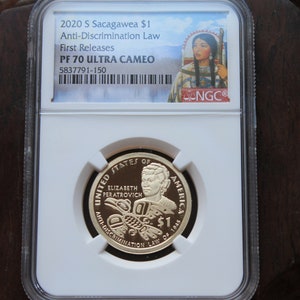 2020 S Sacagawea $1
Anti-Discrimination Law
First Releases
PF 70 ULTRA CAMEO
5837791-150
NGC
UNITED STATES OF AMERICA
ELIZABETH
PERATROVICH
$1
ANTI-DISCRIMINATION LAW OF 1945